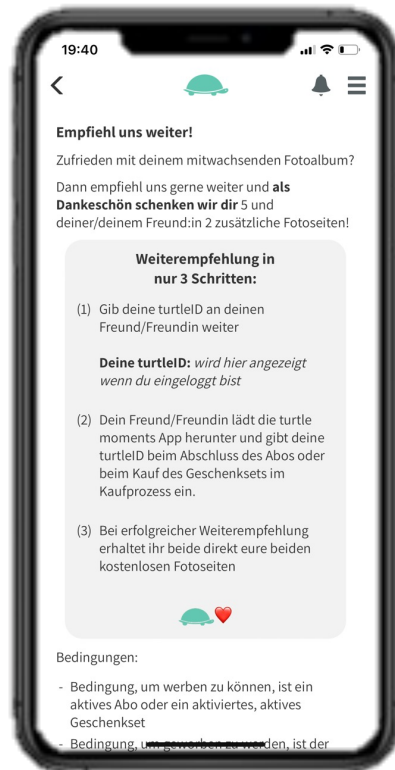 19:40
Empfiehl uns weiter!
Zufrieden mit deinem mitwachsenden Fotoalbum?
Dann empfiehl uns gerne weiter und als
Dankeschön schenken wir dir 5 und
deiner/deinem Freund:in 2 zusätzliche Fotoseiten!
Weiterempfehlung in
nur 3 Schritten:
(1) Gib deine turtleID an deinen
Freund/Freundin weiter
Deine turtleID: wird hier angezeigt
wenn du eingeloggt bist
(2) Dein Freund/Freundin lädt die turtle
moments App herunter und gibt deine
turtleID beim Abschluss des Abos oder
beim Kauf des Geschenksets im
Kaufprozess ein.
(3) Bei erfolgreicher Weiterempfehlung
erhaltet ihr beide direkt eure beiden
kostenlosen Fotoseiten
Bedingungen:
- Bedingung, um werben zu können, ist ein
aktives Abo oder ein aktiviertes, aktives
Geschenkset
- Bedingung, um geworben zu werden, ist der